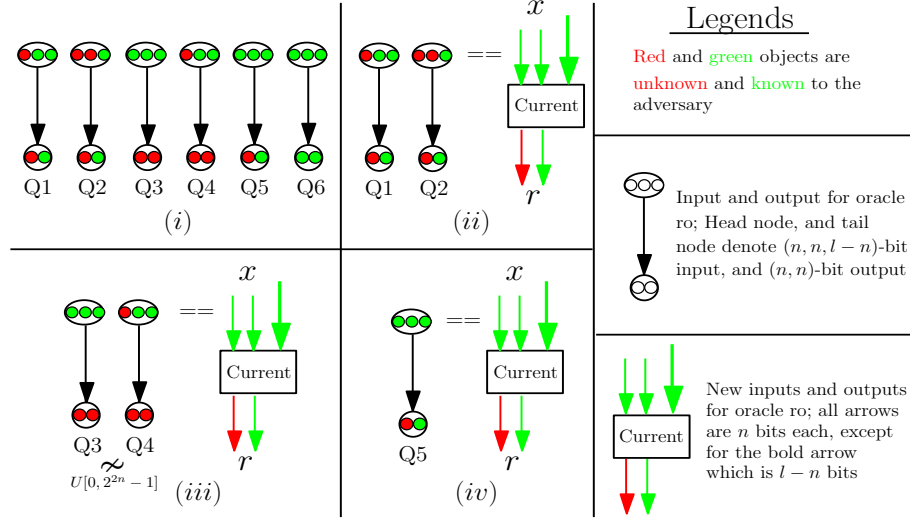 Q1 Q2 Q3 Q4 Q5 Q6
(i)
x
==
Current
Q1 Q2
r
(ii)
x
==
Current
Q3 Q4
r
≁
U[0, 2^{2n} − 1]
(iii)
x
==
Current
Q5
r
(iv)
Legends
Red and green objects are
unknown and known to the
adversary
Input and output for oracle
ro; Head node, and tail
node denote (n, n, l − n)-bit
input, and (n, n)-bit output
New inputs and outputs
for oracle ro; all arrows
are n bits each, except
for the bold arrow
which is l − n bits
Current